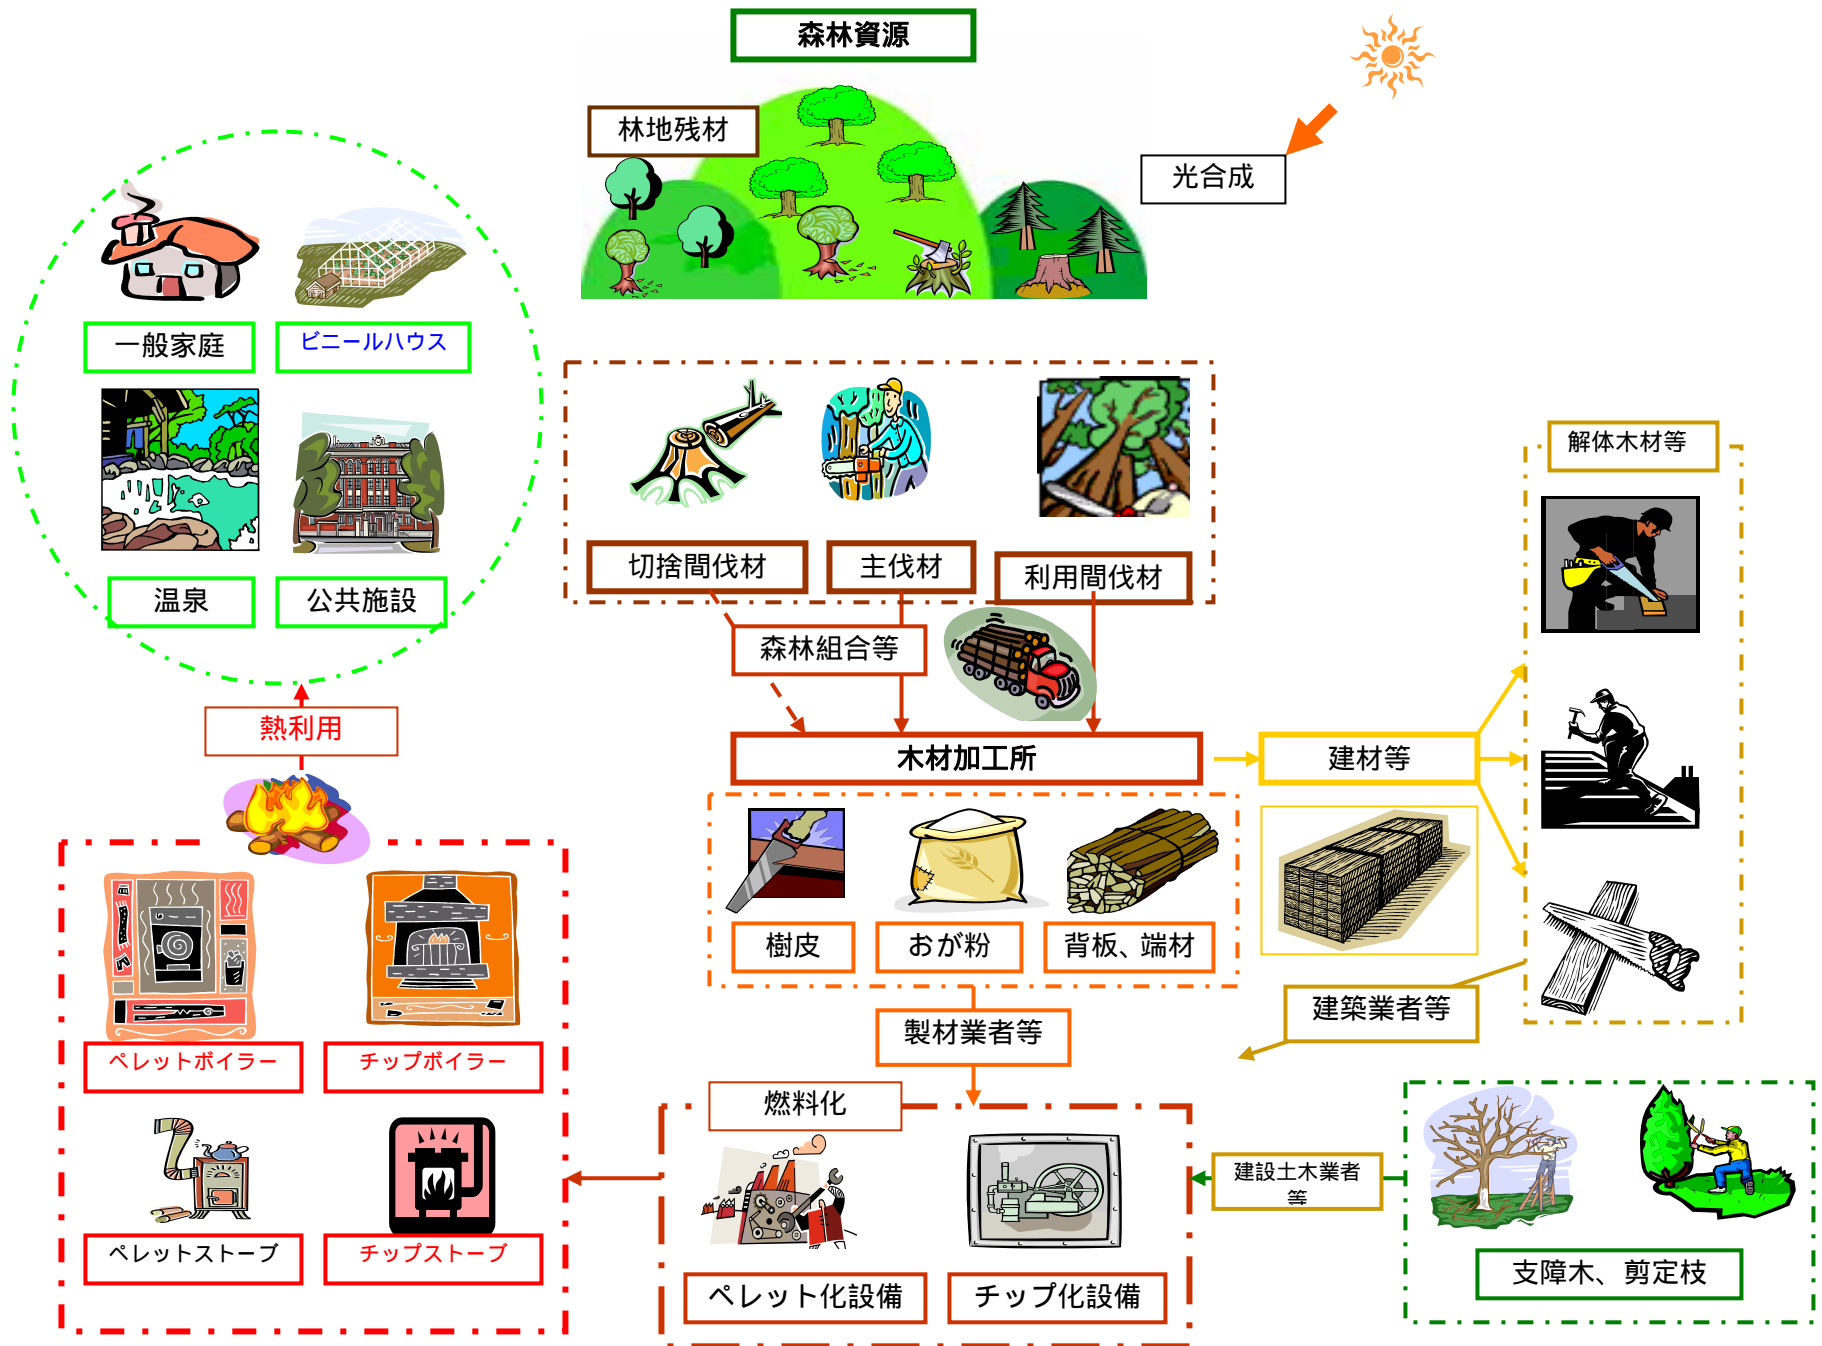 森林資源
林地残材
光合成
一般家庭
ビニールハウス
温泉
公共施設
切捨間伐材
主伐材
利用間伐材
解体木材等
森林組合等
熱利用
木材加工所
建材等
樹皮
おが粉
背板、端材
製材業者等
建築業者等
ペレットボイラー
チップボイラー
燃料化
建設土木業者
等
ペレットストーブ
チップストーブ
ペレット化設備
チップ化設備
支障木、剪定枝